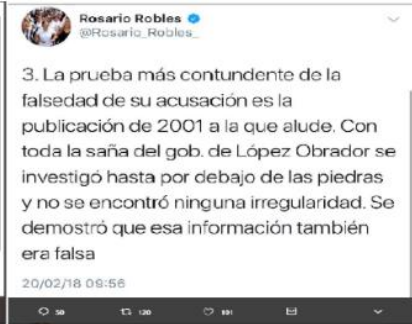 Rosario Robles
@Rosario_Robles_
3. La prueba más contundente de la
falsedad de su acusación es la
publicación de 2001 a la que alude. Con
toda la saña del gob. de López Obrador se
investigó hasta por debajo de las piedras
y no se encontró ninguna irregularidad. Se
demostró que esa información también
era falsa
20/02/18 09:56